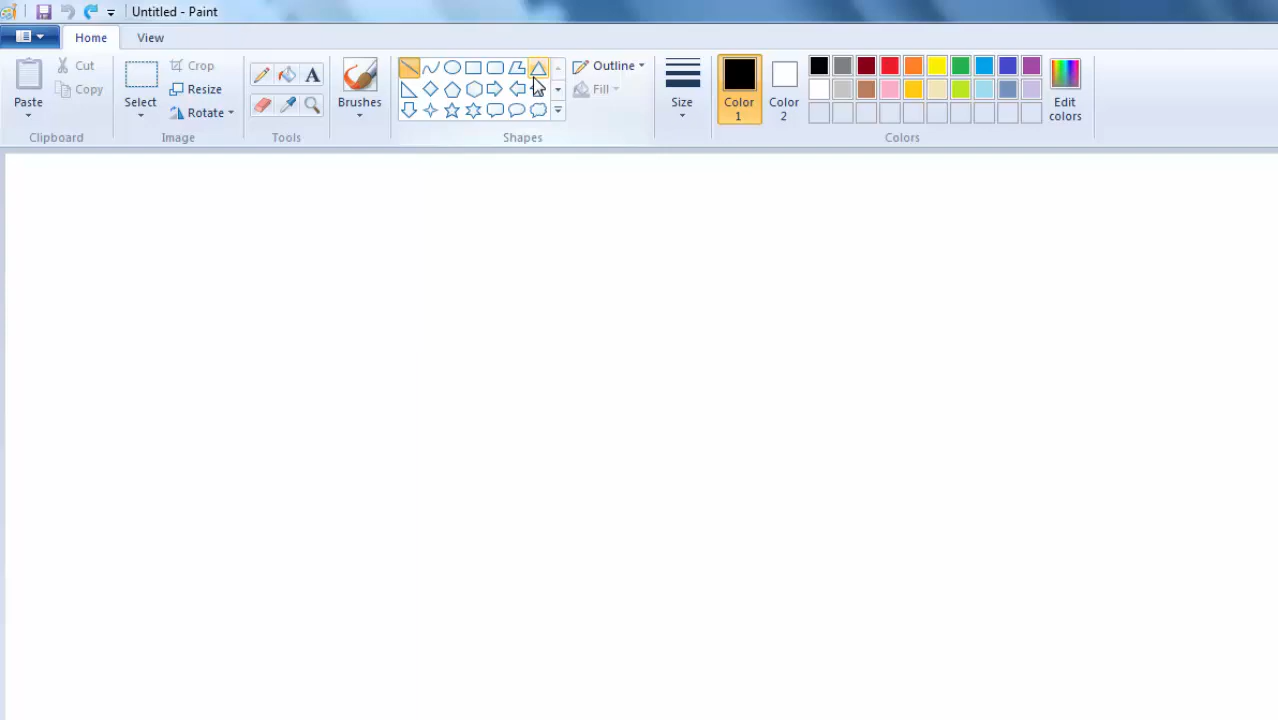 Untitled - Paint
Home View
Paste
Cut
Copy
Clipboard
Select
Crop
Resize
Rotate
Image
A
Tools
Brushes
Shapes
Outline
Fill
Size
Color 1
Color 2
Edit colors
Colors